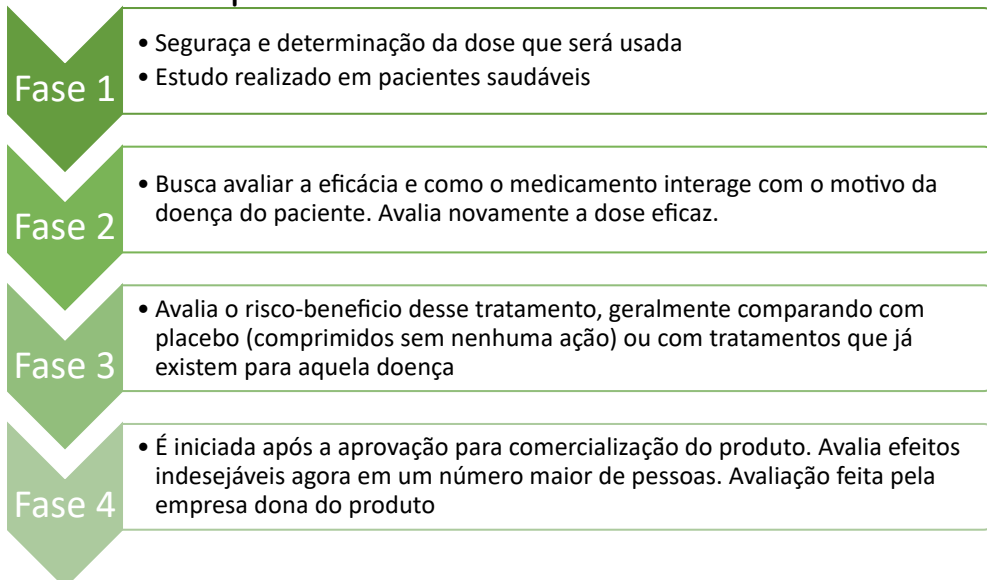 Fase 1
• Seguraça e determinação da dose que será usada
• Estudo realizado em pacientes saudáveis
Fase 2
• Busca avaliar a eficácia e como o medicamento interage com o motivo da
doença do paciente. Avalia novamente a dose eficaz.
Fase 3
• Avalia o risco-beneficio desse tratamento, geralmente comparando com
placebo (comprimidos sem nenhuma ação) ou com tratamentos que já
existem para aquela doença
Fase 4
• É iniciada após a aprovação para comercialização do produto. Avalia efeitos
indesejáveis agora em um número maior de pessoas. Avaliação feita pela
empresa dona do produto